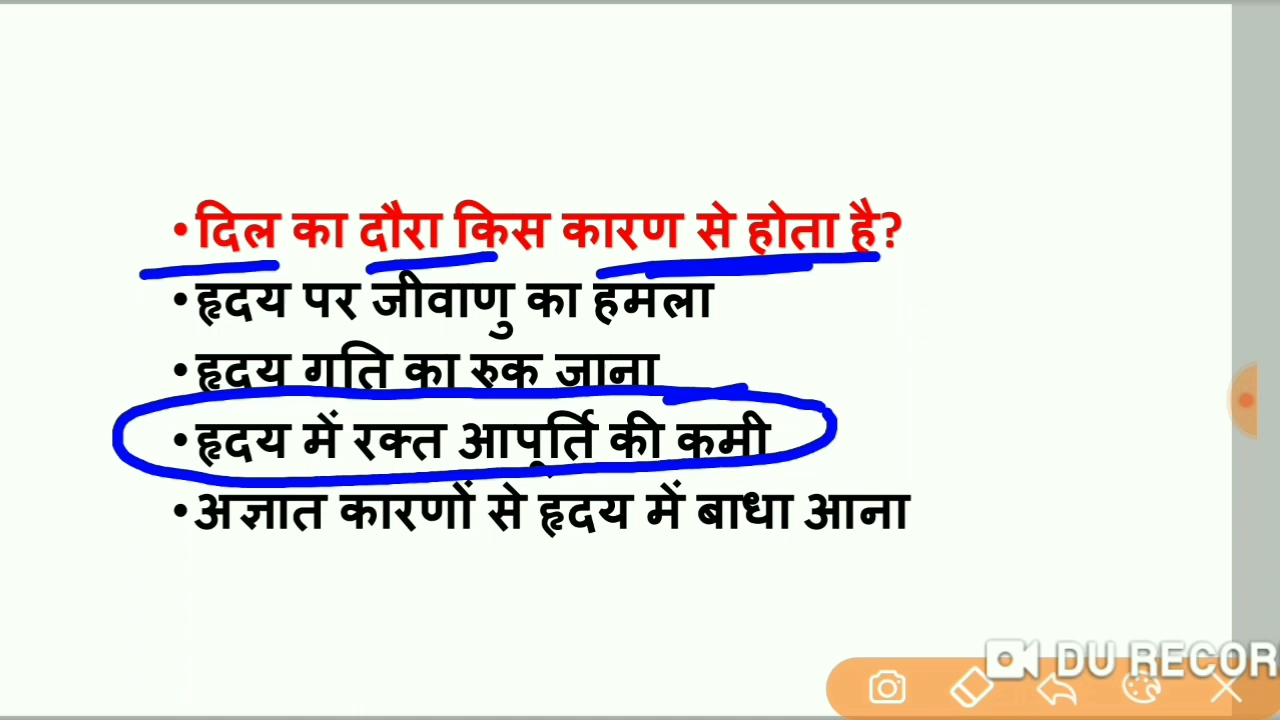 •दिल का दौरा किस कारण से होता है?
•हृदय पर जीवाणु का हमला
•हृदय गति का रुक जाना
•हृदय में रक्त आपूर्ति की कमी
•अज्ञात कारणों से हृदय में बाधा आना
DU RECOR